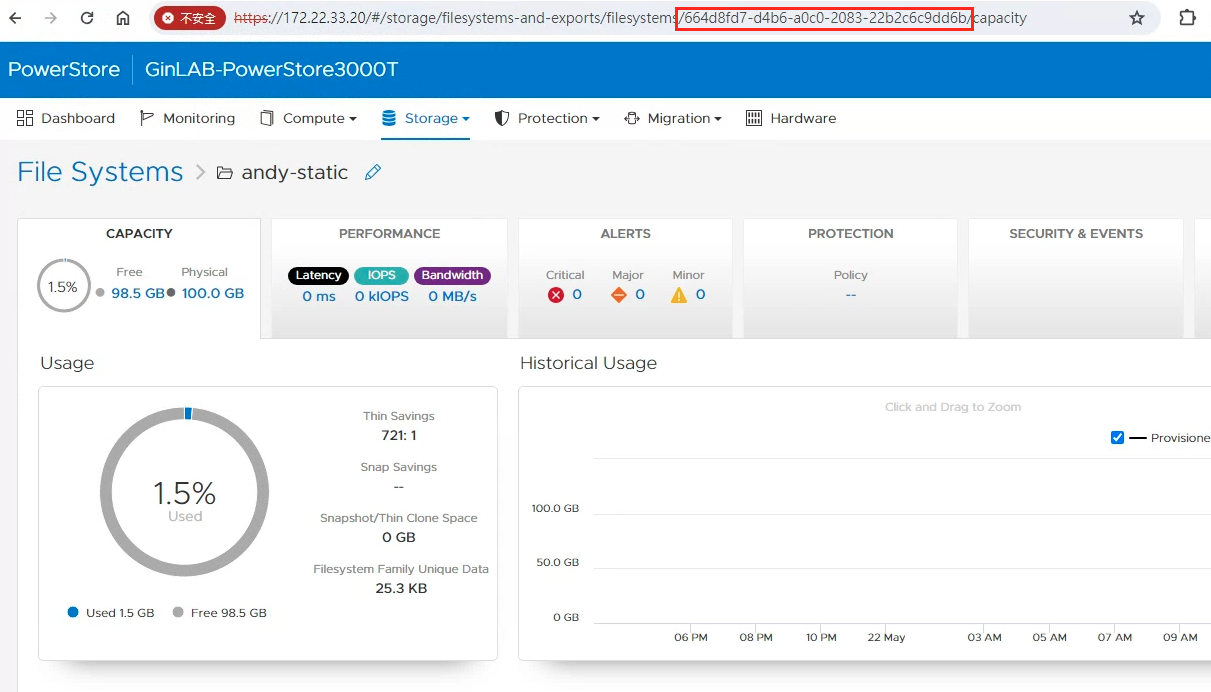 不安全 https://172.22.33.20/#/storage/filesystems-and-exports/filesystems/664d8fd7-d4b6-a0c0-2083-22b2c6c9dd6b/capacity
PowerStore GinLAB-PowerStore3000T
Dashboard Monitoring Compute Storage Protection Migration Hardware
File Systems > andy-static
CAPACITY PERFORMANCE ALERTS PROTECTION SECURITY & EVENTS
1.5% Free Physical
98.5 GB 100.0 GB
Latency IOPS Bandwidth
0 ms 0 kIOPS 0 MB/s
Critical Major Minor
0 0 0
Policy
--
Usage
1.5%
Used
Thin Savings
721: 1
Snap Savings
--
Snapshot/Thin Clone Space
0 GB
Filesystem Family Unique Data
25.3 KB
Used 1.5 GB Free 98.5 GB
Historical Usage
Click and Drag to Zoom
Provisione
100.0 GB
50.0 GB
0 GB
06 PM 08 PM 10 PM 22 May 03 AM 05 AM 07 AM 09 AM